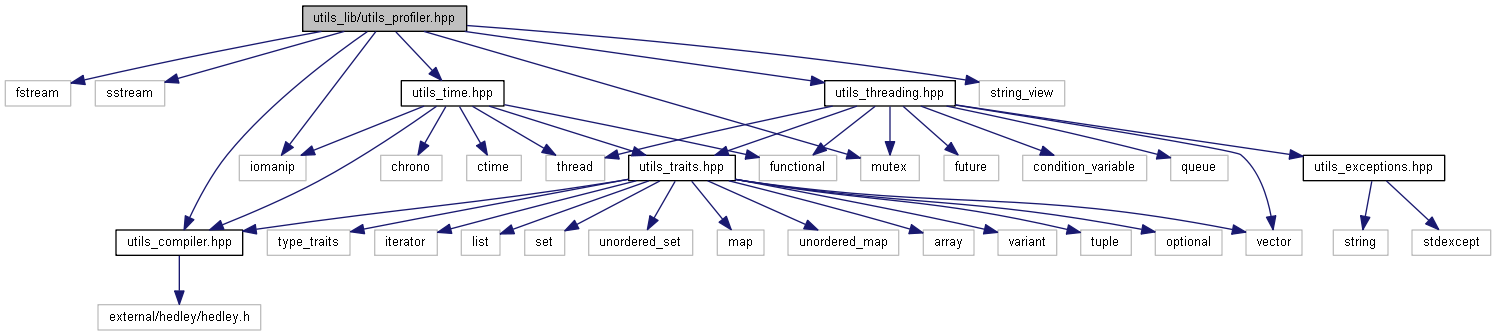 utils_lib/utils_profiler.hpp
fstream
sstream
utils_time.hpp
utils_threading.hpp
string_view
iomanip
chrono
ctime
thread
utils_traits.hpp
functional
mutex
future
condition_variable
queue
utils_exceptions.hpp
utils_compiler.hpp
type_traits
iterator
list
set
unordered_set
map
unordered_map
array
variant
tuple
optional
vector
string
stdexcept
external/hedley/hedley.h